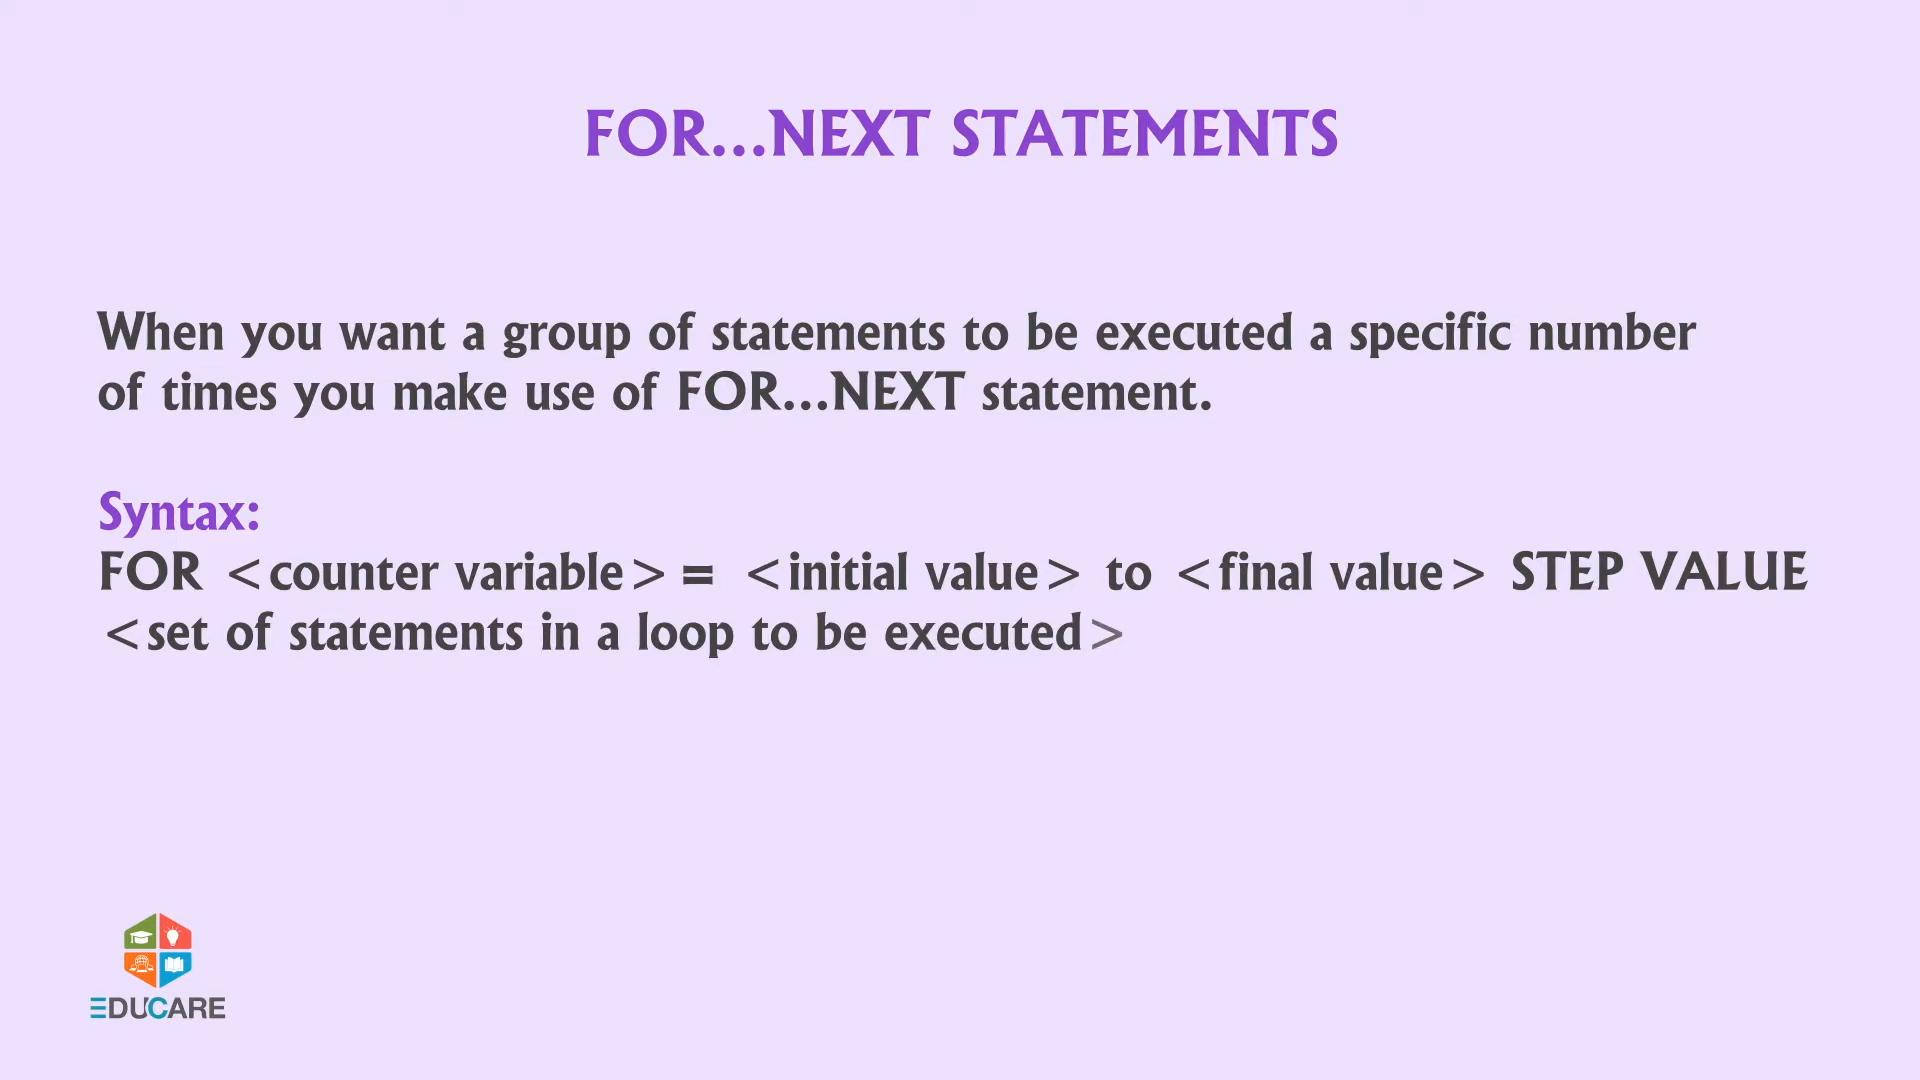 FOR...NEXT STATEMENTS
When you want a group of statements to be executed a specific number
of times you make use of FOR...NEXT statement.
Syntax:
FOR <counter variable> = <initial value> to <final value> STEP VALUE
<set of statements in a loop to be executed>
EDUCARE